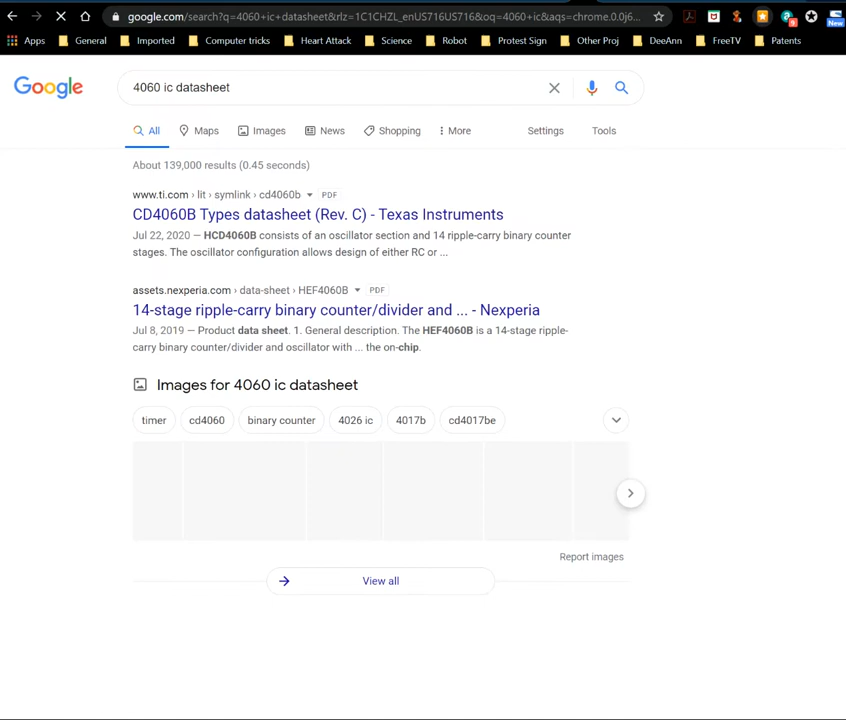 google.com/search?q=4060+ic+datasheet&rlz=1C1CHZL_enUS716US716&oq=4060+ic&aqs=chrome.0.0j6...
New
Apps General Imported Computer tricks Heart Attack Science Robot Protest Sign Other Proj DeeAnn FreeTV Patents
Google
4060 ic datasheet
All Maps Images News Shopping More Settings Tools
About 139,000 results (0.45 seconds)
www.ti.com › lit › symlink › cd4060b PDF
CD4060B Types datasheet (Rev. C) - Texas Instruments
Jul 22, 2020 — HCD4060B consists of an oscillator section and 14 ripple-carry binary counter
stages. The oscillator configuration allows design of either RC or ...
assets.nexperia.com › data-sheet › HEF4060B PDF
14-stage ripple-carry binary counter/divider and ... - Nexperia
Jul 8, 2019 — Product data sheet. 1. General description. The HEF4060B is a 14-stage ripple-
carry binary counter/divider and oscillator with ... the on-chip.
Images for 4060 ic datasheet
timer cd4060 binary counter 4026 ic 4017b cd4017be
Report images
View all